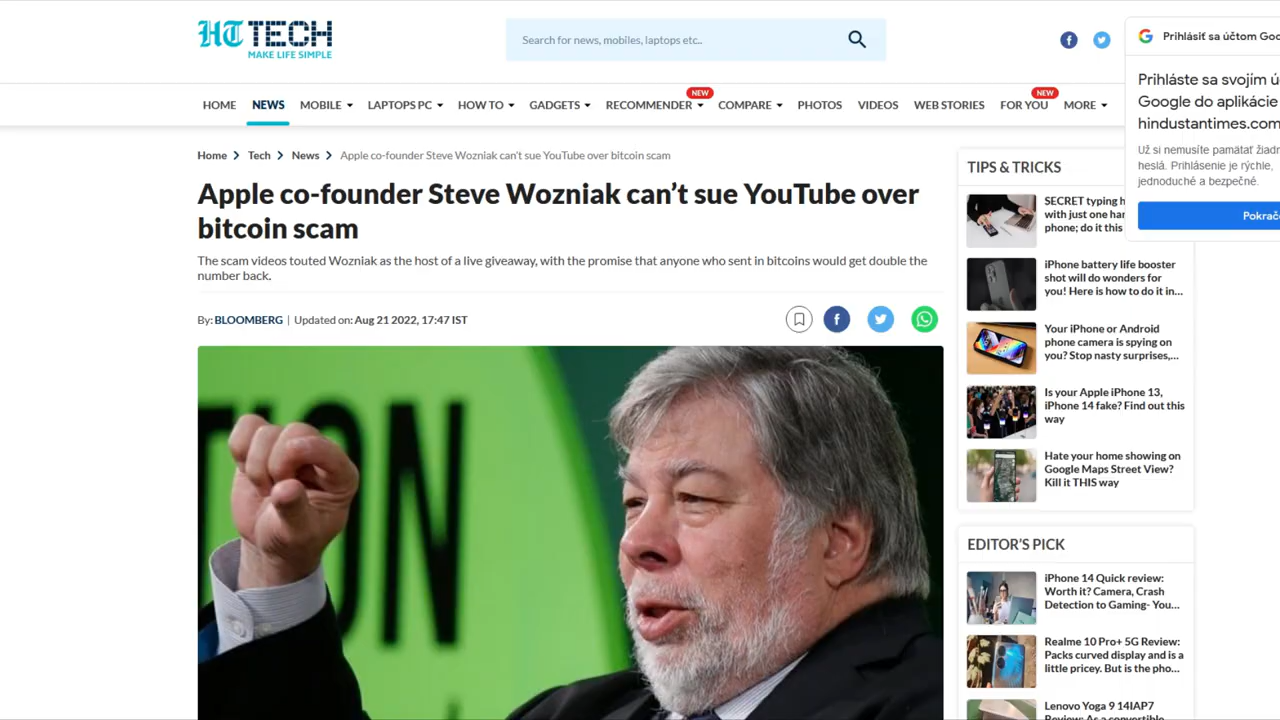 HT TECH
MAKE LIFE SIMPLE
Search for news, mobiles, laptops etc..
Prihlásiť sa účtom Goo
Prihláste sa svojím ú
Google do aplikácie
hindustantimes.com
Už si nemusíte pamätať žiadn
heslá. Prihlásenie je rýchle,
jednoduché a bezpečné.
Pokrač
HOME
NEWS
MOBILE
LAPTOPS PC
HOW TO
GADGETS
RECOMMENDER
NEW
COMPARE
PHOTOS
VIDEOS
WEB STORIES
FOR YOU
NEW
MORE
Home > Tech > News > Apple co-founder Steve Wozniak can't sue YouTube over bitcoin scam
Apple co-founder Steve Wozniak can’t sue YouTube over
bitcoin scam
The scam videos touted Wozniak as the host of a live giveaway, with the promise that anyone who sent in bitcoins would get double the
number back.
By: BLOOMBERG | Updated on: Aug 21 2022, 17:47 IST
TION
ON
TIPS & TRICKS
SECRET typing h
with just one han
phone; do it this
iPhone battery life booster
shot will do wonders for
you! Here is how to do it in...
Your iPhone or Android
phone camera is spying on
you? Stop nasty surprises,...
Is your Apple iPhone 13,
iPhone 14 fake? Find out this
way
Hate your home showing on
Google Maps Street View?
Kill it THIS way
EDITOR’S PICK
iPhone 14 Quick review:
Worth it? Camera, Crash
Detection to Gaming- You...
Realme 10 Pro+ 5G Review:
Packs curved display and is a
little pricey. But is the pho...
Lenovo Yoga 9 14IAP7
Review: As a convertible